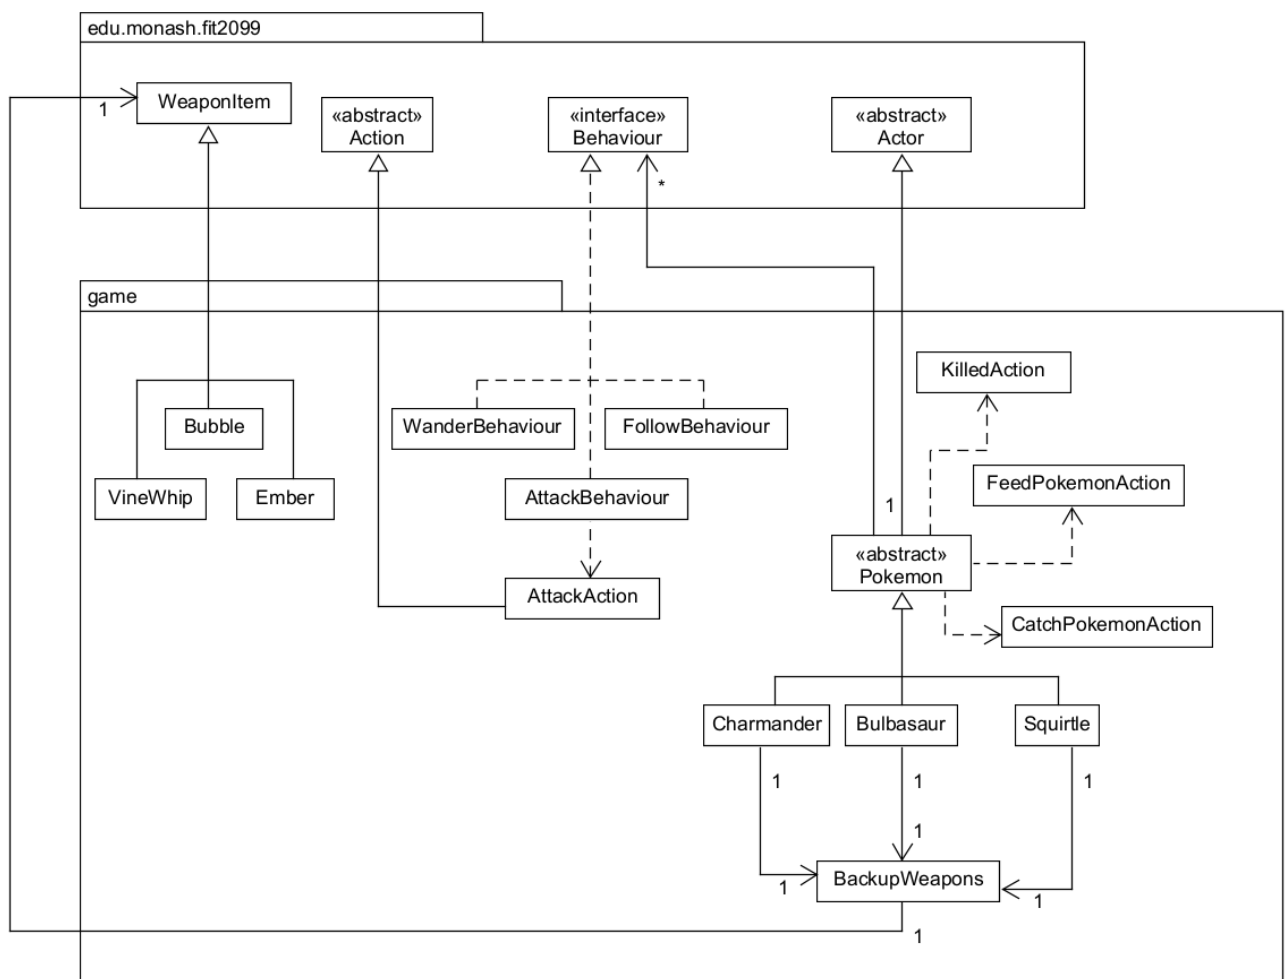 edu.monash.fit2099
WeaponItem
1
«abstract»
Action
«interface»
Behaviour
*
«abstract»
Actor
game
KilledAction
WanderBehaviour
FollowBehaviour
Bubble
VineWhip
Ember
AttackBehaviour
FeedPokemonAction
1
«abstract»
Pokemon
AttackAction
CatchPokemonAction
Charmander
Bulbasaur
Squirtle
1
1
1
1
BackupWeapons
1
1
1